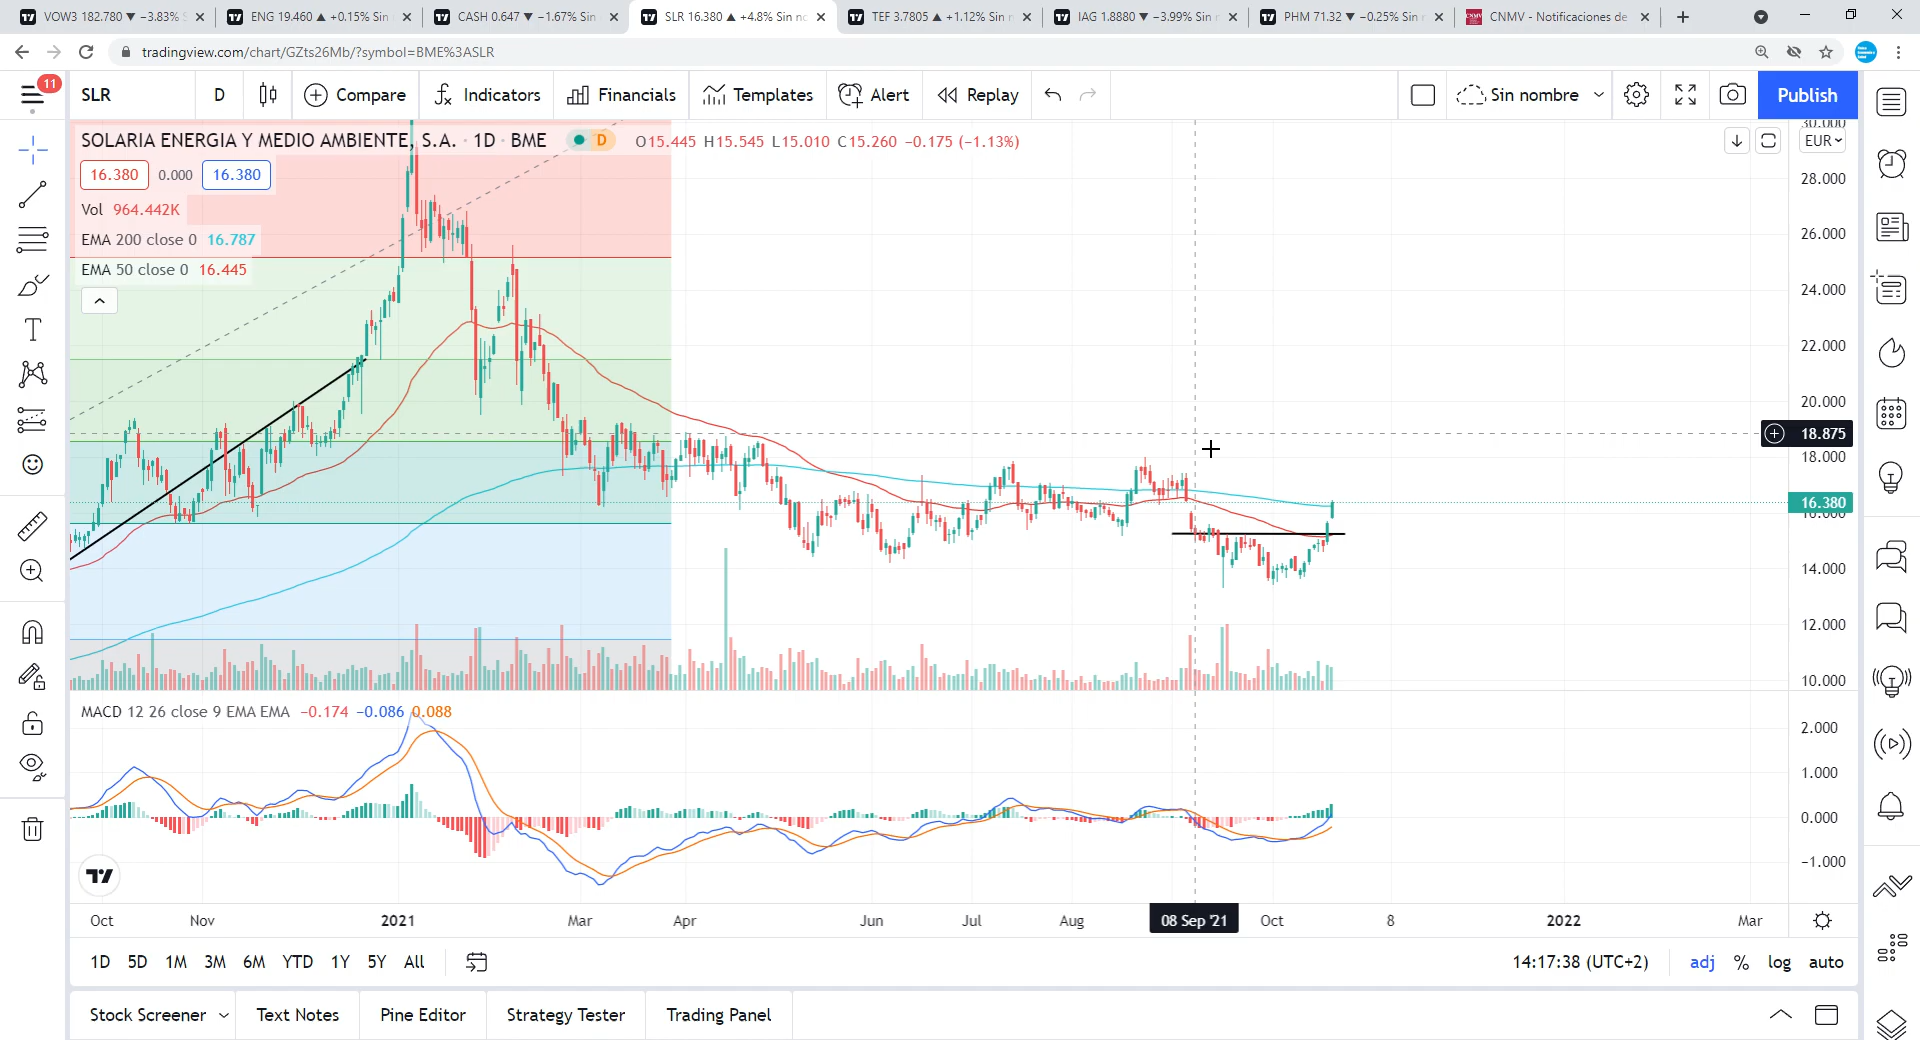 VOW3 182.780 ▼ −3.83% S
ENG 19.460 ▲ +0.15% Sin
CASH 0.647 ▼ −1.67% Sin
SLR 16.380 ▲ +4.8% Sin no
TEF 3.7805 ▲ +1.12% Sin n
IAG 1.8880 ▼ −3.99% Sin n
PHM 71.32 ▼ −0.25% Sin n
CNMV
CNMV - Notificaciones de
tradingview.com/chart/GZts26Mb/?symbol=BME%3ASLR
11
SLR
D
Compare
Indicators
Financials
Templates
Alert
Replay
Sin nombre
Publish
SOLARIA ENERGIA Y MEDIO AMBIENTE, S.A. · 1D · BME
D
O15.445 H15.545 L15.010 C15.260 −0.175 (−1.13%)
EUR
16.380 0.000 16.380
Vol 964.442K
EMA 200 close 0 16.787
EMA 50 close 0 16.445
30.000
28.000
26.000
24.000
22.000
20.000
18.875
18.000
16.380
16.000
14.000
12.000
10.000
MACD 12 26 close 9 EMA EMA −0.174 −0.086 0.088
2.000
1.000
0.000
−1.000
Oct Nov 2021 Mar Apr Jun Jul Aug 08 Sep '21 Oct 8 2022 Mar
1D 5D 1M 3M 6M YTD 1Y 5Y All
14:17:38 (UTC+2)
adj % log auto
Stock Screener
Text Notes
Pine Editor
Strategy Tester
Trading Panel